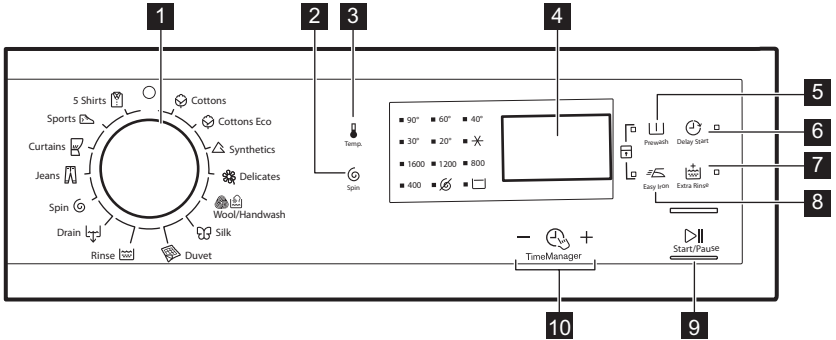 1
2
3
4
5
6
7
8
9
10
5 Shirts
Sports
Curtains
Jeans
Spin
Drain
Rinse
Cottons
Cottons Eco
Synthetics
Delicates
Wool/Handwash
Silk
Duvet
Temp.
Spin
90° 60° 40°
30° 20°
1600 1200 800
400
TimeManager
Prewash
Delay Start
Easy Iron
Extra Rinse
Start/Pause